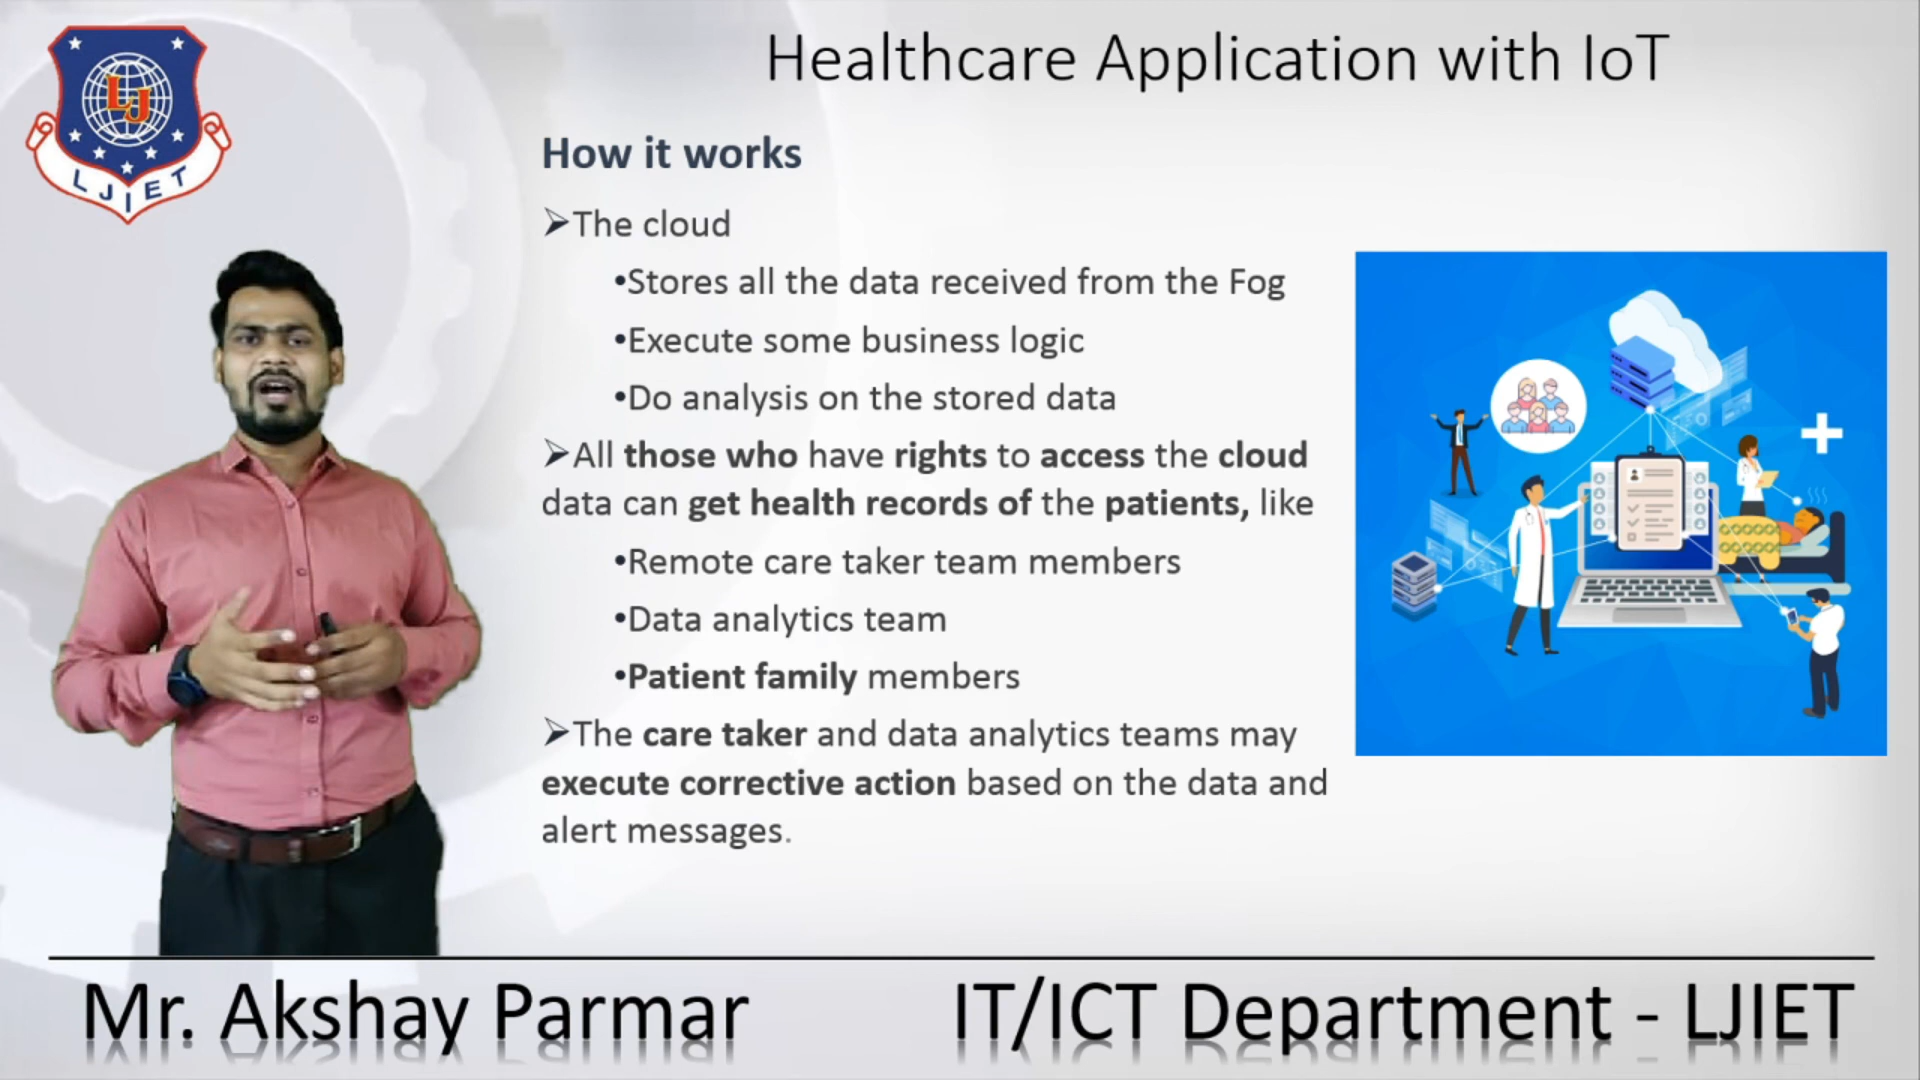 LJ
LJIET
Healthcare Application with IoT
How it works
➢The cloud
•Stores all the data received from the Fog
•Execute some business logic
•Do analysis on the stored data
➢All those who have rights to access the cloud
data can get health records of the patients, like
•Remote care taker team members
•Data analytics team
•Patient family members
➢The care taker and data analytics teams may
execute corrective action based on the data and
alert messages.
Mr. Akshay Parmar
IT/ICT Department - LJIET